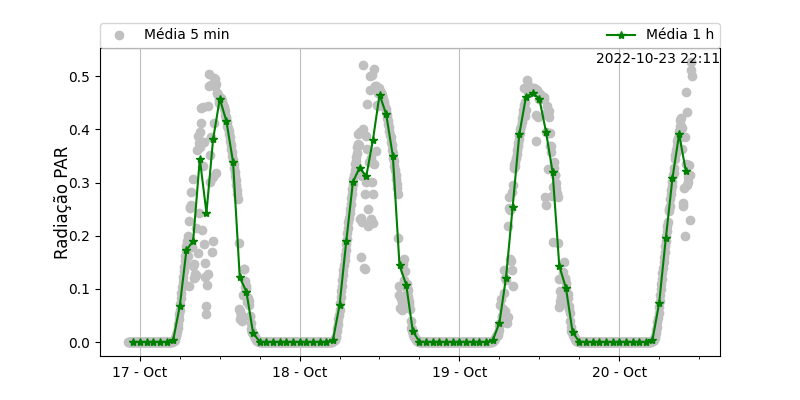 Média 5 min
Média 1 h
2022-10-23 22:11
Radiação PAR
0.5
0.4
0.3
0.2
0.1
0.0
17 - Oct
18 - Oct
19 - Oct
20 - Oct